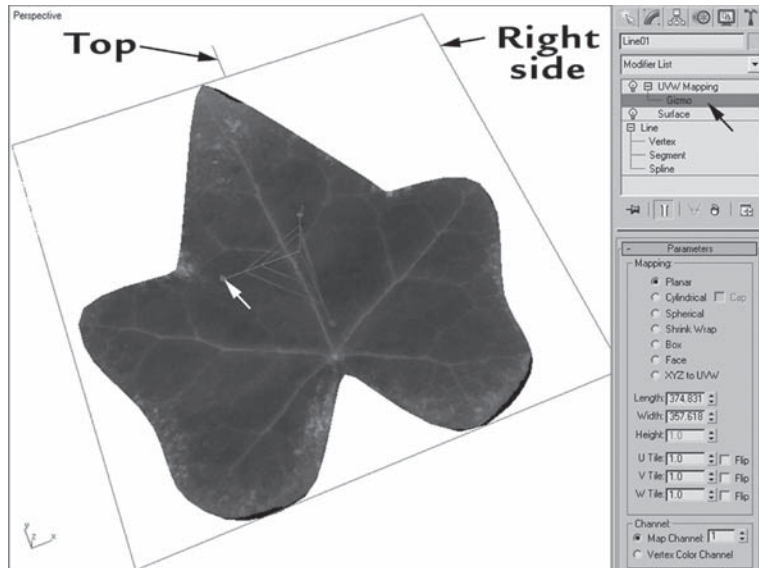 Perspective
Top
Right
side
Line01
Modifier List
UVW Mapping
Gizmo
Surface
Line
Vertex
Segment
Spline
- Parameters
Mapping:
Planar
Cylindrical Cap
Spherical
Shrink Wrap
Box
Face
XYZ to UVW
Length: 374.831
Width: 357.618
Height: 1.0
U Tile: 1.0 Flip
V Tile: 1.0 Flip
W Tile: 1.0 Flip
Channel:
Map Channel: 1
Vertex Color Channel
y
z x